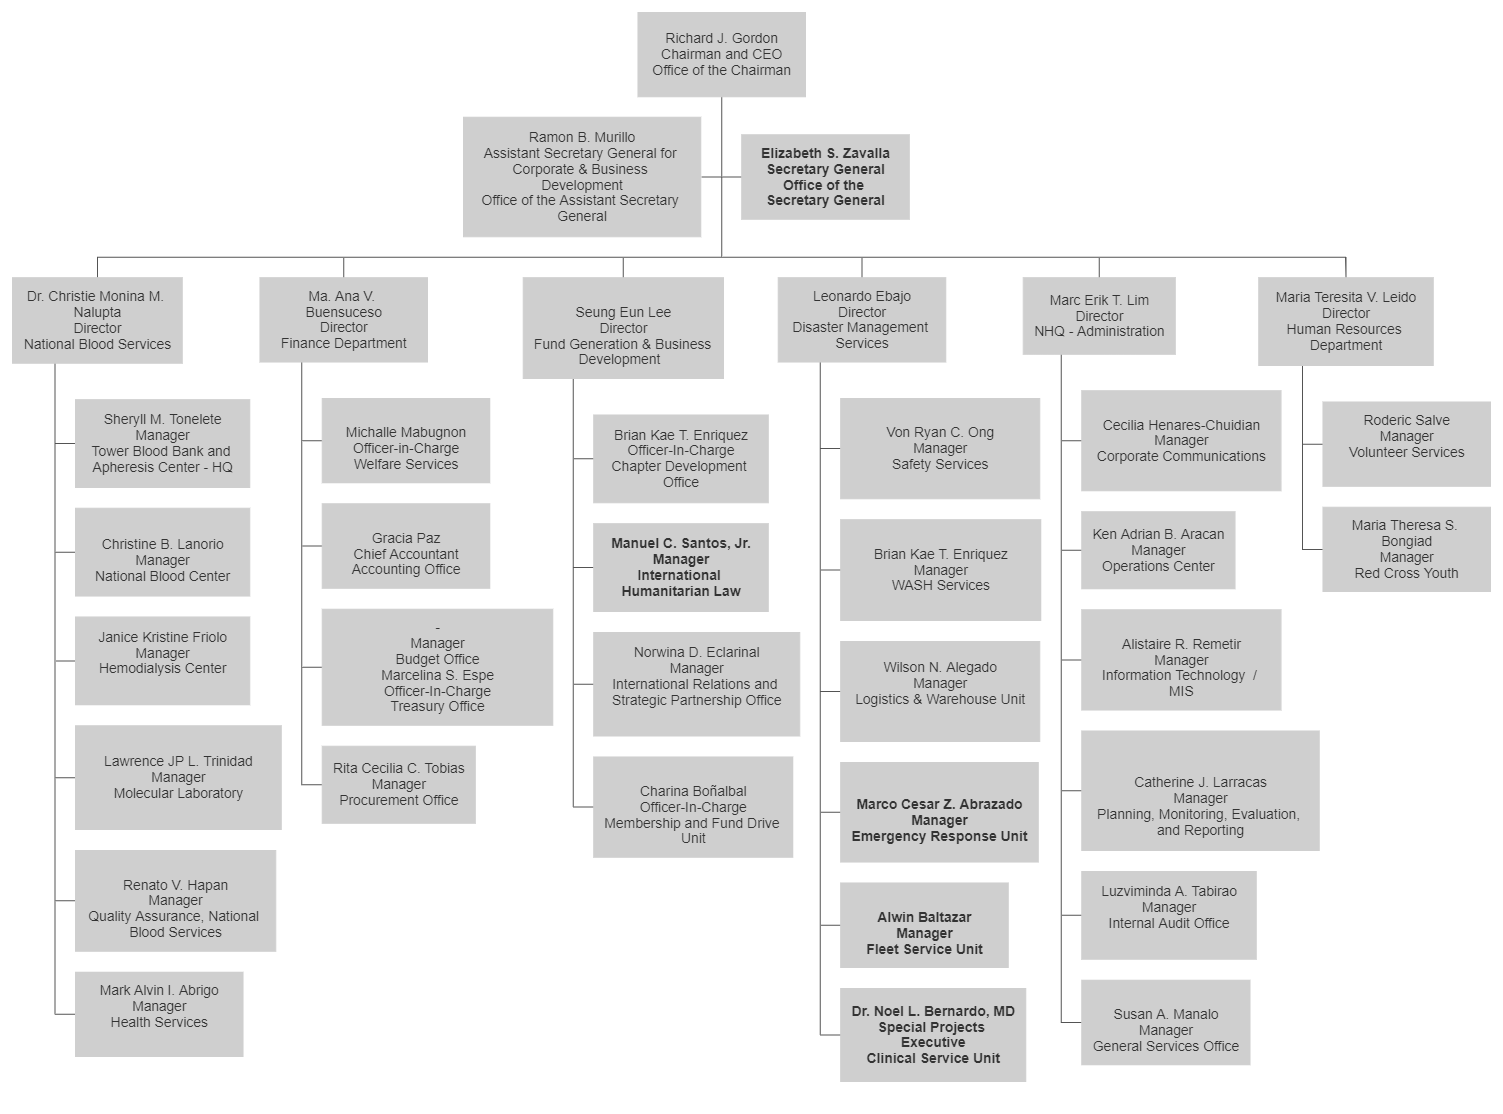 Richard J. Gordon
Chairman and CEO
Office of the Chairman
Ramon B. Murillo
Assistant Secretary General for
Corporate & Business
Development
Office of the Assistant Secretary
General
Elizabeth S. Zavalla
Secretary General
Office of the
Secretary General
Dr. Christie Monina M.
Nalupta
Director
National Blood Services
Sheryll M. Tonelete
Manager
Tower Blood Bank and
Apheresis Center - HQ
Christine B. Lanorio
Manager
National Blood Center
Janice Kristine Friolo
Manager
Hemodialysis Center
Lawrence JP L. Trinidad
Manager
Molecular Laboratory
Renato V. Hapan
Manager
Quality Assurance, National
Blood Services
Mark Alvin I. Abrigo
Manager
Health Services
Ma. Ana V.
Buensuceso
Director
Finance Department
Michalle Mabugnon
Officer-in-Charge
Welfare Services
Gracia Paz
Chief Accountant
Accounting Office
-
Manager
Budget Office
Marcelina S. Espe
Officer-In-Charge
Treasury Office
Rita Cecilia C. Tobias
Manager
Procurement Office
Seung Eun Lee
Director
Fund Generation & Business
Development
Brian Kae T. Enriquez
Officer-In-Charge
Chapter Development
Office
Manuel C. Santos, Jr.
Manager
International
Humanitarian Law
Norwina D. Eclarinal
Manager
International Relations and
Strategic Partnership Office
Charina Boñalbal
Officer-In-Charge
Membership and Fund Drive
Unit
Leonardo Ebajo
Director
Disaster Management
Services
Von Ryan C. Ong
Manager
Safety Services
Brian Kae T. Enriquez
Manager
WASH Services
Wilson N. Alegado
Manager
Logistics & Warehouse Unit
Marco Cesar Z. Abrazado
Manager
Emergency Response Unit
Alwin Baltazar
Manager
Fleet Service Unit
Dr. Noel L. Bernardo, MD
Special Projects
Executive
Clinical Service Unit
Marc Erik T. Lim
Director
NHQ - Administration
Cecilia Henares-Chuidian
Manager
Corporate Communications
Ken Adrian B. Aracan
Manager
Operations Center
Alistaire R. Remetir
Manager
Information Technology /
MIS
Catherine J. Larracas
Manager
Planning, Monitoring, Evaluation,
and Reporting
Luzviminda A. Tabirao
Manager
Internal Audit Office
Susan A. Manalo
Manager
General Services Office
Maria Teresita V. Leido
Director
Human Resources
Department
Roderic Salve
Manager
Volunteer Services
Maria Theresa S.
Bongiad
Manager
Red Cross Youth